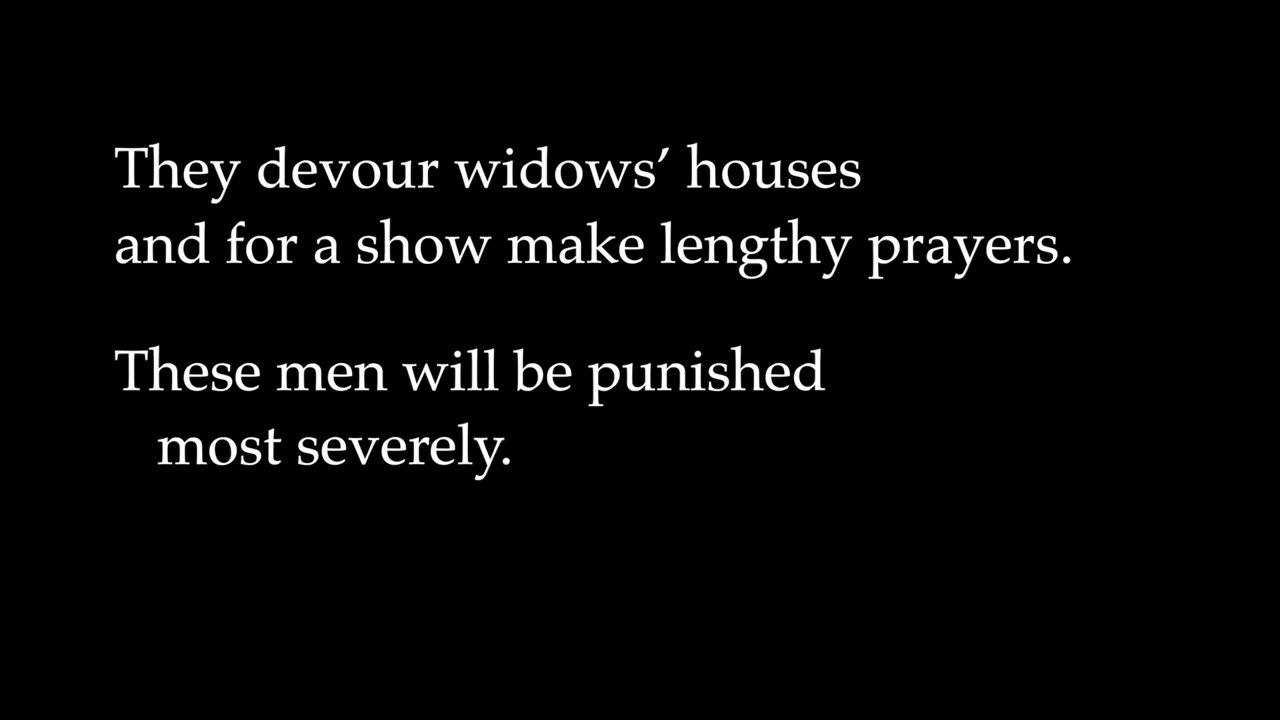 They devour widows’ houses
and for a show make lengthy prayers.
These men will be punished
most severely.